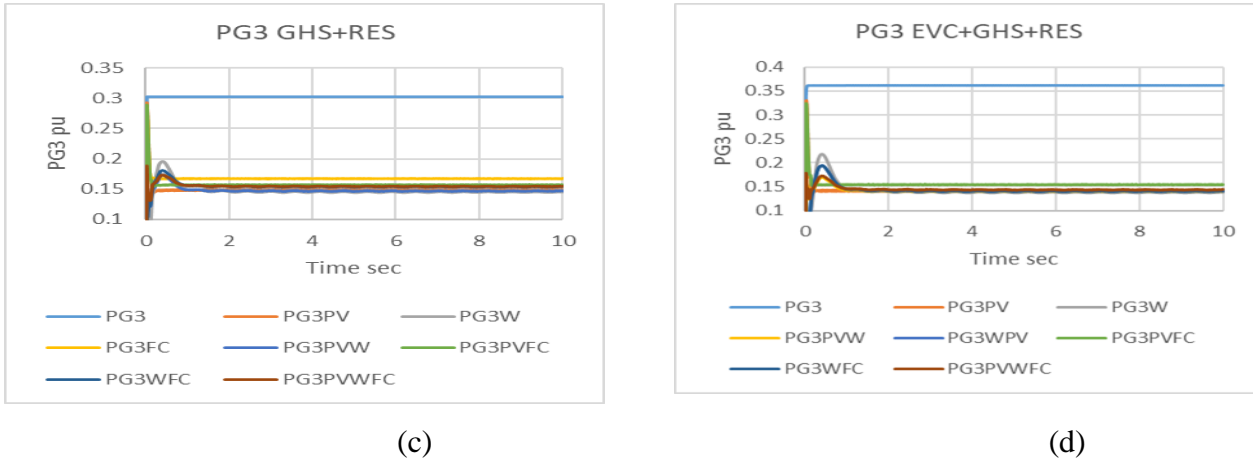 PG3 GHS+RES
0.35
0.3
0.25
0.2
0.15
0.1
PG3 pu
0 2 4 6 8 10
Time sec
PG3 PG3PV PG3W
PG3FC PG3PVW PG3PVFC
PG3WFC PG3PVWFC
(c)
PG3 EVC+GHS+RES
0.4
0.35
0.3
0.25
0.2
0.15
0.1
PG3 pu
0 2 4 6 8 10
Time sec
PG3 PG3PV PG3W
PG3PVW PG3WPV PG3PVFC
PG3WFC PG3PVWFC
(d)